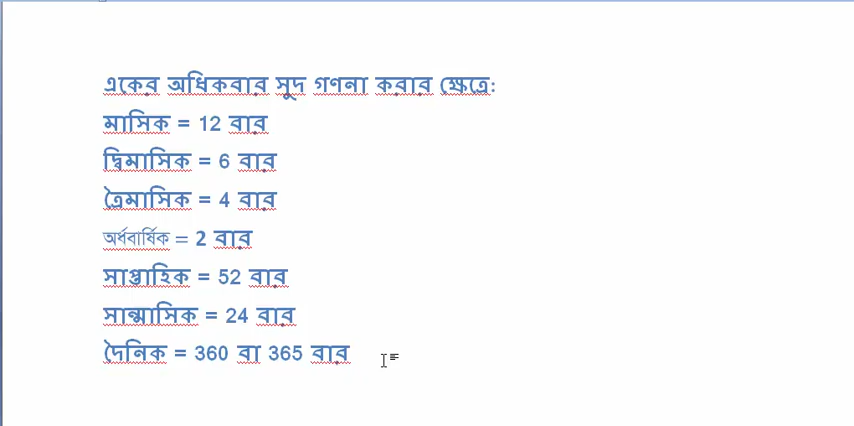 একের অধিকবার সুদ গণনা করার ক্ষেত্রে:
মাসিক = 12 বার
দ্বিমাসিক = 6 বার
ত্রৈমাসিক = 4 বার
অর্ধবার্ষিক = 2 বার
সাপ্তাহিক = 52 বার
সান্মাসিক = 24 বার
দৈনিক = 360 বা 365 বার